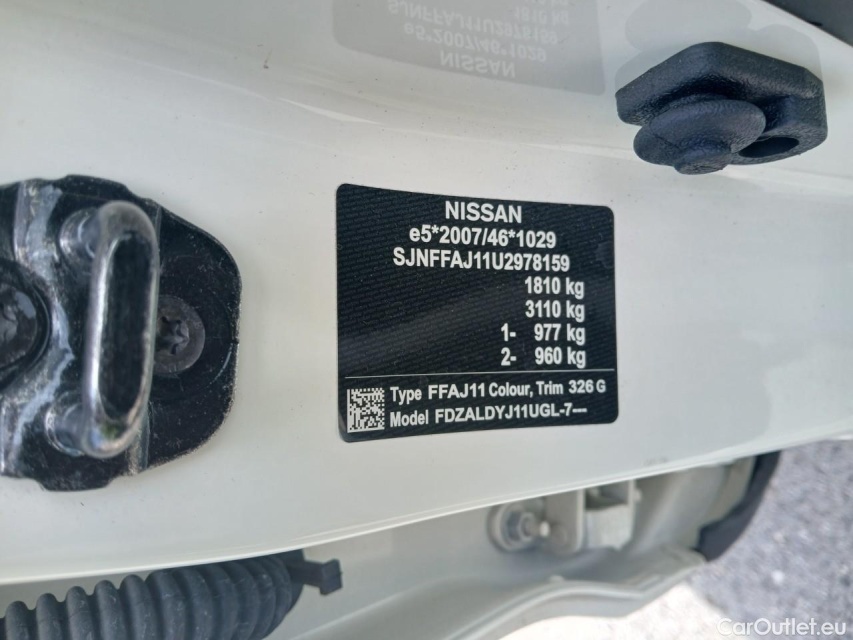 NISSAN
e5*2007/46*1029
SJNFFAJ11U2978159
1810 kg
3110 kg
1- 977 kg
2- 960 kg
Type FFAJ11 Colour, Trim 326 G
Model FDZALDYJ11UGL-7---
CarOutlet.eu